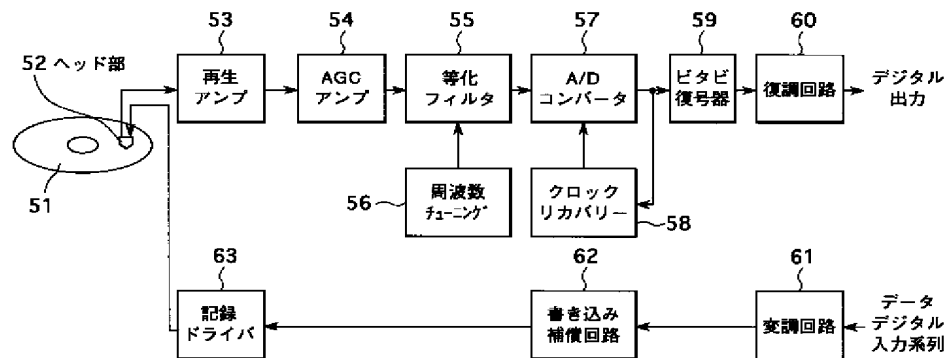 53
54
55
57
59
60
52 ヘッド部
再生
アンプ
AGC
アンプ
等化
フィルタ
A/D
コンバータ
ビタビ
復号器
復調回路
デジタル
出力
51
56
周波数
チューニング
クロック
リカバリー
58
63
62
61
記録
ドライバ
書き込み
補償回路
変調回路
データ
デジタル
入力系列